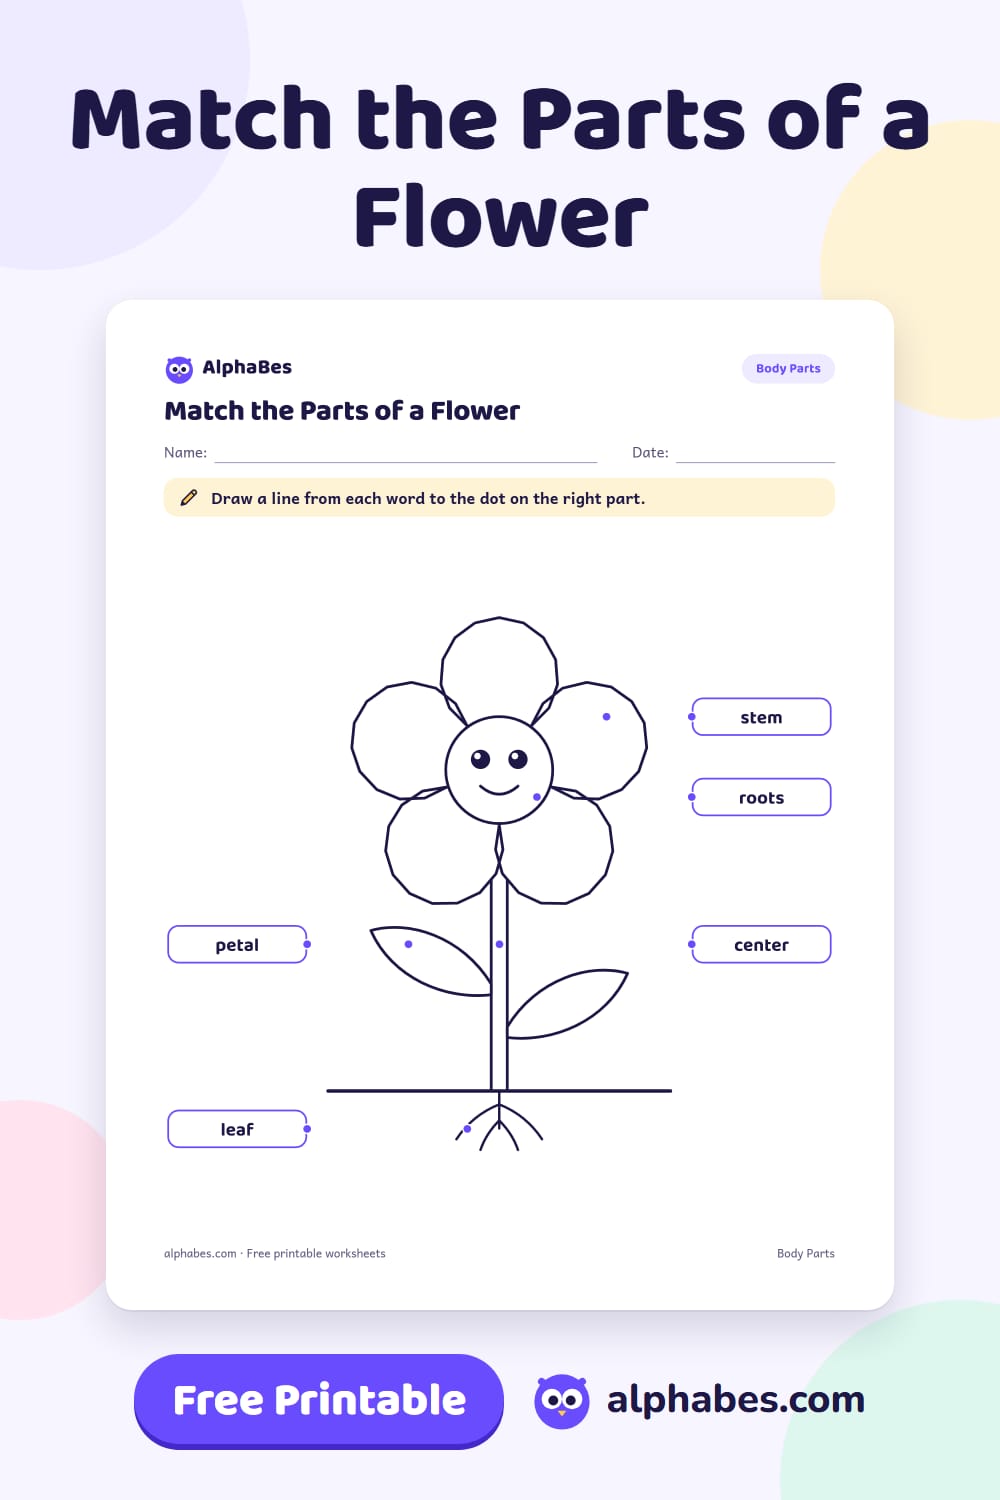 Match the Parts of a
Flower
AlphaBes
Body Parts
Match the Parts of a Flower
Name:
Date:
Draw a line from each word to the dot on the right part.
stem
roots
petal
center
leaf
alphabes.com · Free printable worksheets
Body Parts
Free Printable
alphabes.com